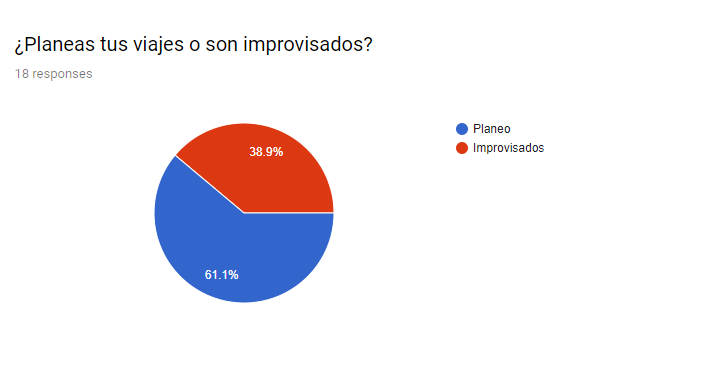 ¿Planeas tus viajes o son improvisados?
18 responses
Planeo
Improvisados
38.9%
61.1%